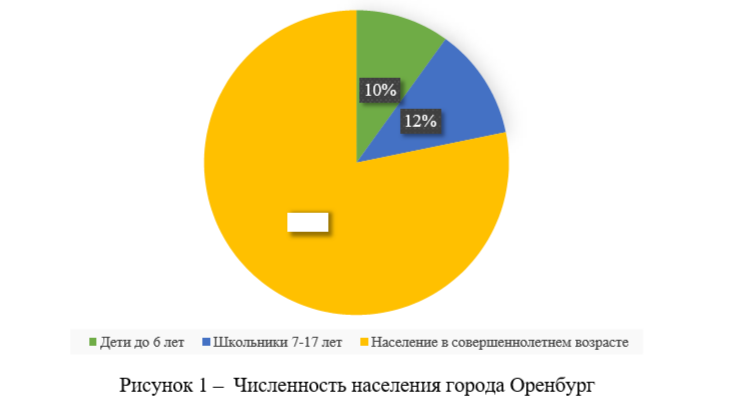 10%
12%
Дети до 6 лет Школьники 7-17 лет Население в совершеннолетнем возрасте
Рисунок 1 – Численность населения города Оренбург